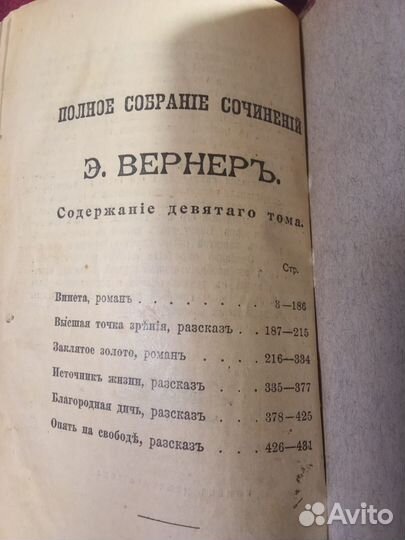 ПОЛНОЕ СОБРАНІЕ СОЧИНЕНІЙ
Э. ВЕРНЕРЪ.
Содержаніе девятаго тома.
Стр.
Винета, романъ . . . . . . . 3—186
Высшая точка зрѣнія, разсказъ . . 187—215
Заклятое золото, романъ . . . . 216—334
Источникъ жизни, разсказъ . . . 335—377
Благородная дичь, разсказъ . . . 378—425
Опять на свободѣ, разсказъ . . . 426—431
Avito